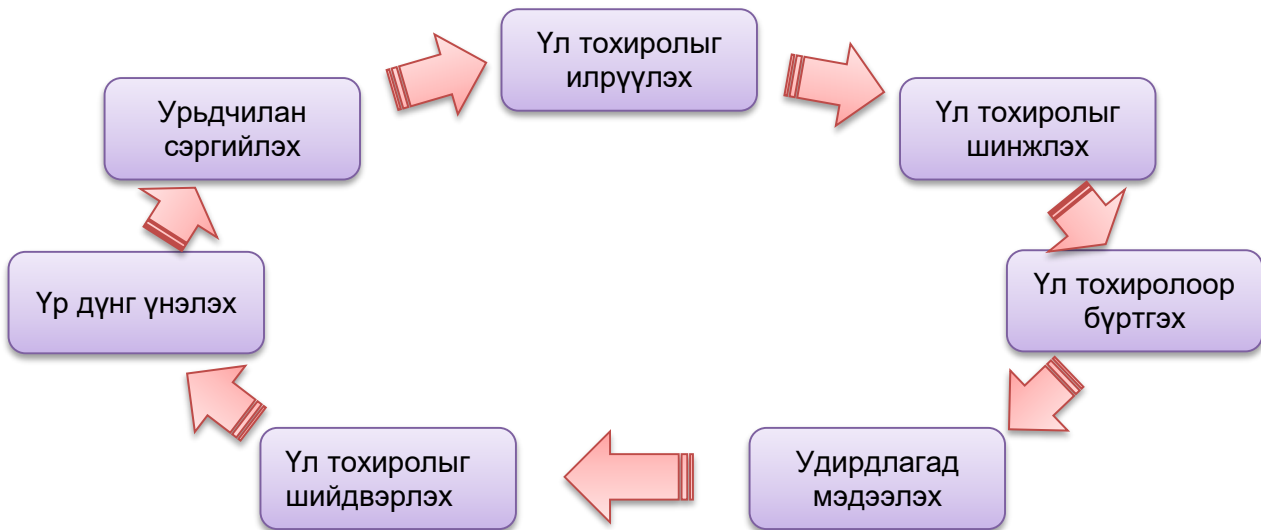 Үл тохиролыг
илрүүлэх
Үл тохиролыг
шинжлэх
Үл тохиролоор
бүртгэх
Удирдлагад
мэдээлэх
Үл тохиролыг
шийдвэрлэх
Үр дүнг үнэлэх
Урьдчилан
сэргийлэх